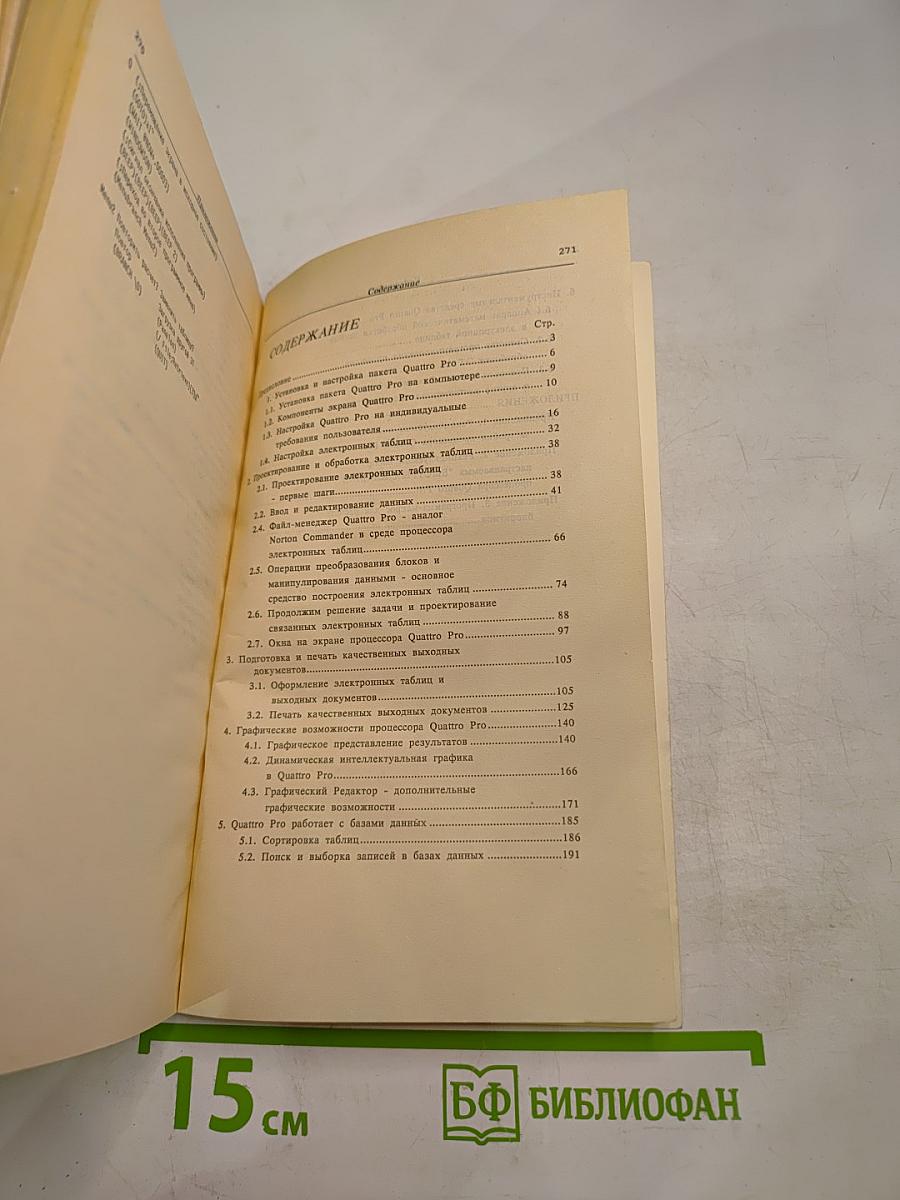 270
271
Содержание
СОДЕРЖАНИЕ
Стр.
Предисловие ... 3
1. Установка и настройка пакета Quattro Pro ... 6
1.1. Установка пакета Quattro Pro на компьютере ... 9
1.2. Компоненты экрана Quattro Pro ... 10
1.3. Настройка Quattro Pro на индивидуальные
требования пользователя ... 16
1.4. Настройка электронных таблиц ... 32
2. Проектирование и обработка электронных таблиц ... 38
2.1. Проектирование электронных таблиц
- первые шаги ... 38
2.2. Ввод и редактирование данных ... 41
2.4. Файл-менеджер Quattro Pro - аналог
Norton Commander в среде процессора
электронных таблиц ... 66
2.5. Операции преобразования блоков и
манипулирования данными - основное
средство построения электронных таблиц ... 74
2.6. Продолжим решение задачи и проектирование
связанных электронных таблиц ... 88
2.7. Окна на экране процессора Quattro Pro ... 97
3. Подготовка и печать качественных выходных
документов ... 105
3.1. Оформление электронных таблиц и
выходных документов ... 105
3.2. Печать качественных выходных документов ... 125
4. Графические возможности процессора Quattro Pro ... 140
4.1. Графическое представление результатов ... 140
4.2. Динамическая интеллектуальная графика
в Quattro Pro ... 166
4.3. Графический Редактор - дополнительные
графические возможности ... 171
5. Quattro Pro работает с базами данных ... 185
5.1. Сортировка таблиц ... 186
5.2. Поиск и выборка записей в базах данных ... 191
15 см
БФ БИБЛИОФАН